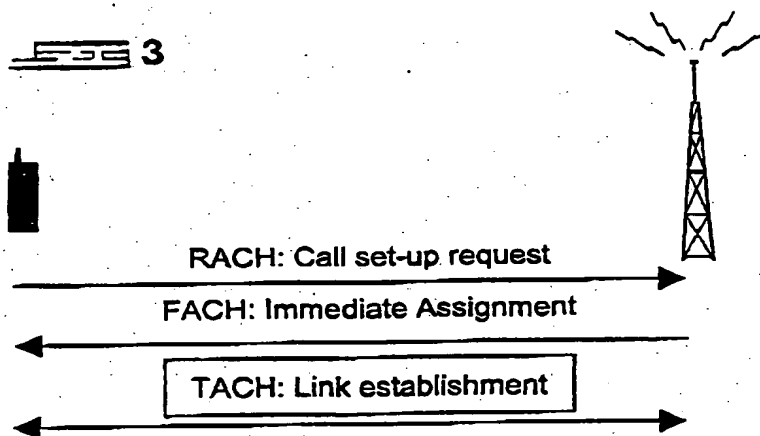 3
RACH: Call set-up request
FACH: Immediate Assignment
TACH: Link establishment